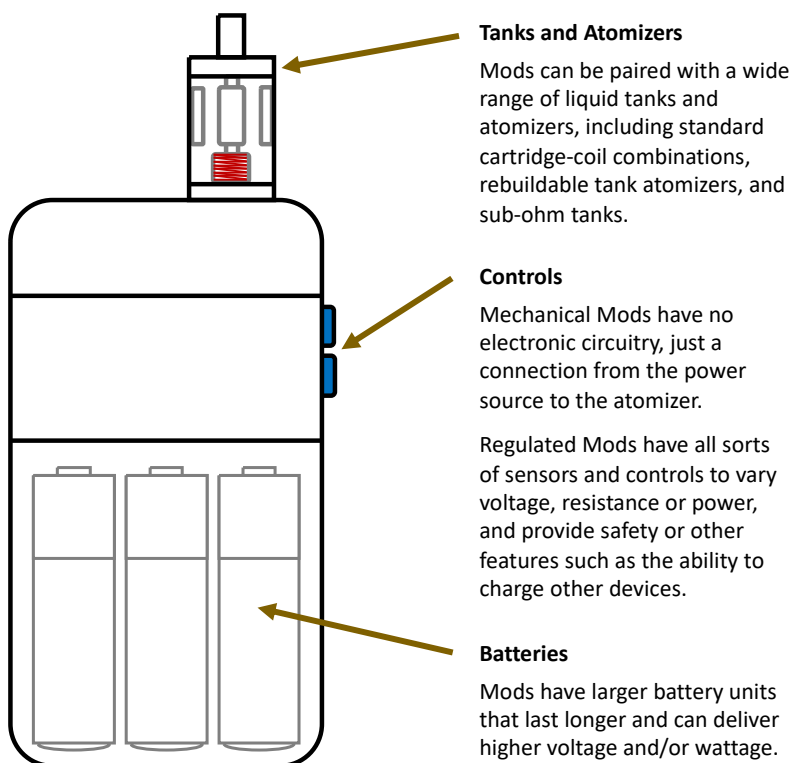 Tanks and Atomizers
Mods can be paired with a wide
range of liquid tanks and
atomizers, including standard
cartridge-coil combinations,
rebuildable tank atomizers, and
sub-ohm tanks.
Controls
Mechanical Mods have no
electronic circuitry, just a
connection from the power
source to the atomizer.
Regulated Mods have all sorts
of sensors and controls to vary
voltage, resistance or power,
and provide safety or other
features such as the ability to
charge other devices.
Batteries
Mods have larger battery units
that last longer and can deliver
higher voltage and/or wattage.